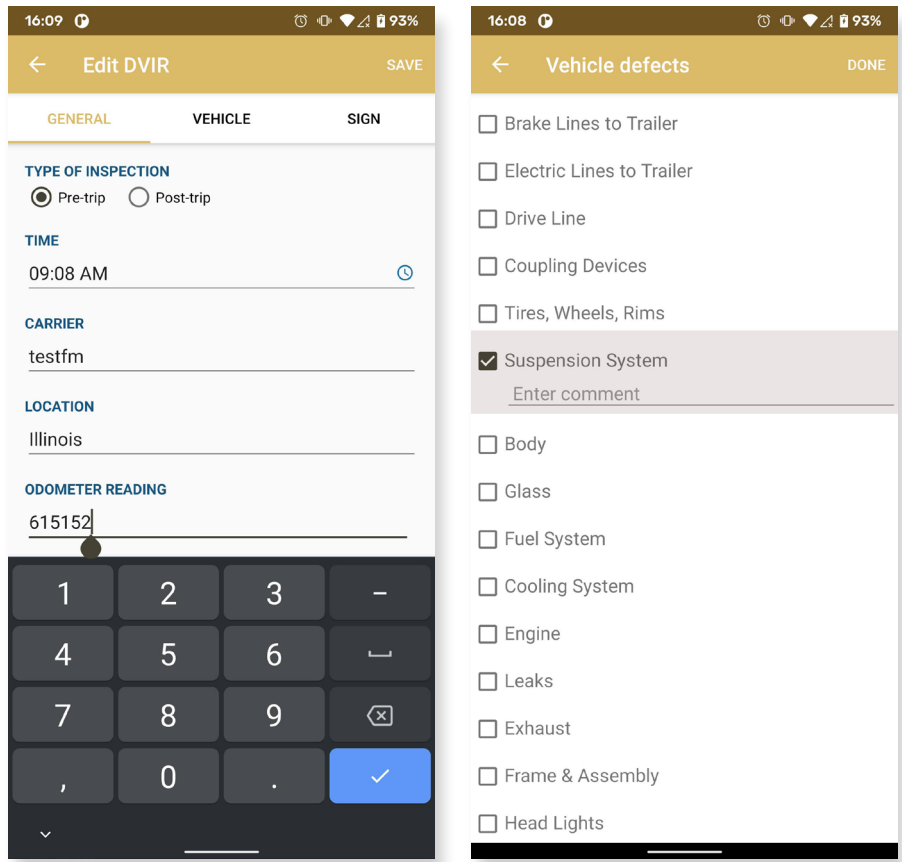 16:09
93%
Edit DVIR
SAVE
GENERAL
VEHICLE
SIGN
TYPE OF INSPECTION
Pre-trip
Post-trip
TIME
09:08 AM
CARRIER
testfm
LOCATION
Illinois
ODOMETER READING
615152
1 2 3 –
4 5 6
7 8 9
, 0 .
16:08
93%
Vehicle defects
DONE
Brake Lines to Trailer
Electric Lines to Trailer
Drive Line
Coupling Devices
Tires, Wheels, Rims
Suspension System
Enter comment
Body
Glass
Fuel System
Cooling System
Engine
Leaks
Exhaust
Frame & Assembly
Head Lights